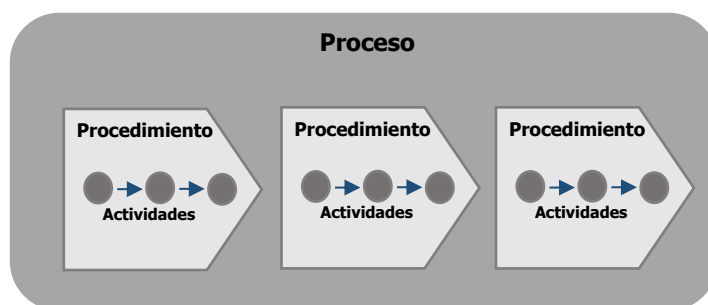 Proceso
Procedimiento
Actividades
Procedimiento
Actividades
Procedimiento
Actividades